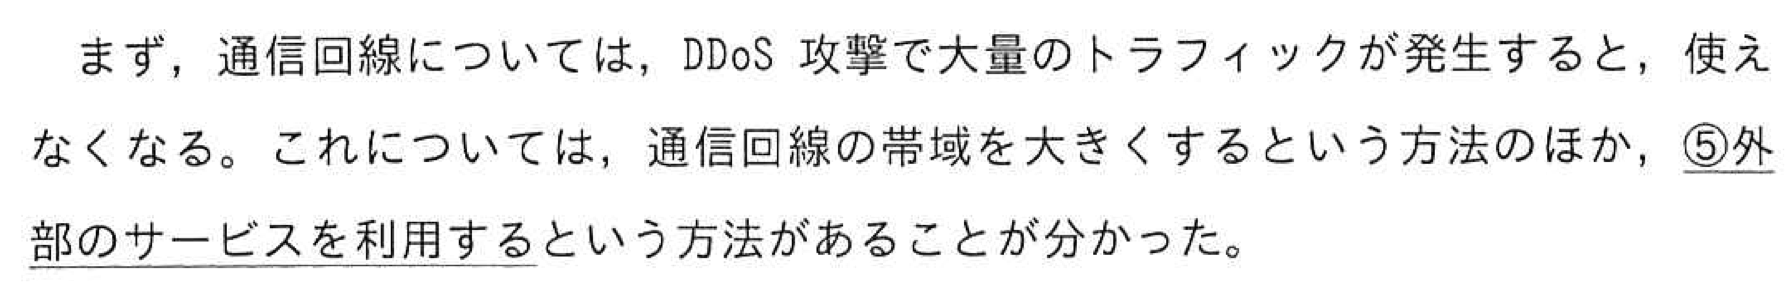 まず，通信回線については，DDoS 攻撃で大量のトラフィックが発生すると，使え
なくなる。これについては，通信回線の帯域を大きくするという方法のほか，⑤外
部のサービスを利用するという方法があることが分かった。